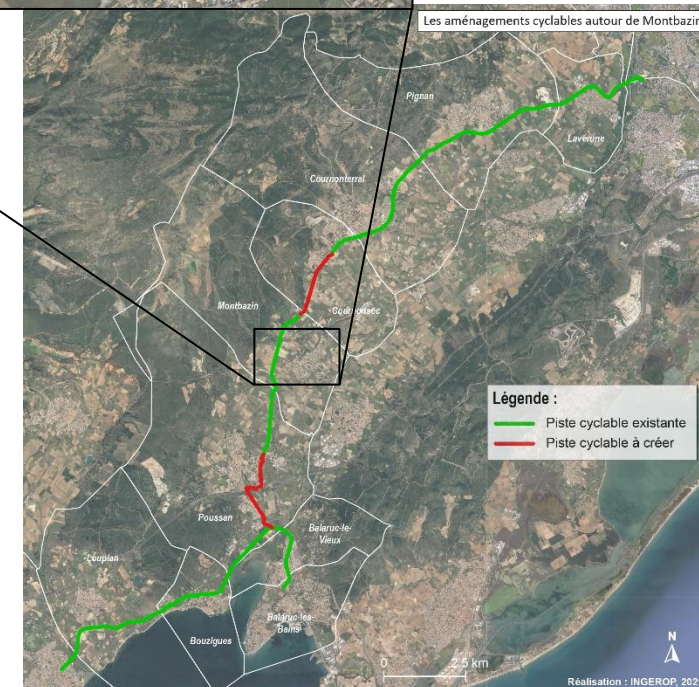 Les aménagements cyclables autour de Montbazin
Pignan
Lavérune
Cournonterral
Montbazin
Cournonsec
Légende :
Piste cyclable existante
Piste cyclable à créer
Poussan
Balaruc-le-
Vieux
Loupian
Balaruc-les-
Bains
Bouzigues
N
0 2.5 km
Réalisation : INGEROP, 202